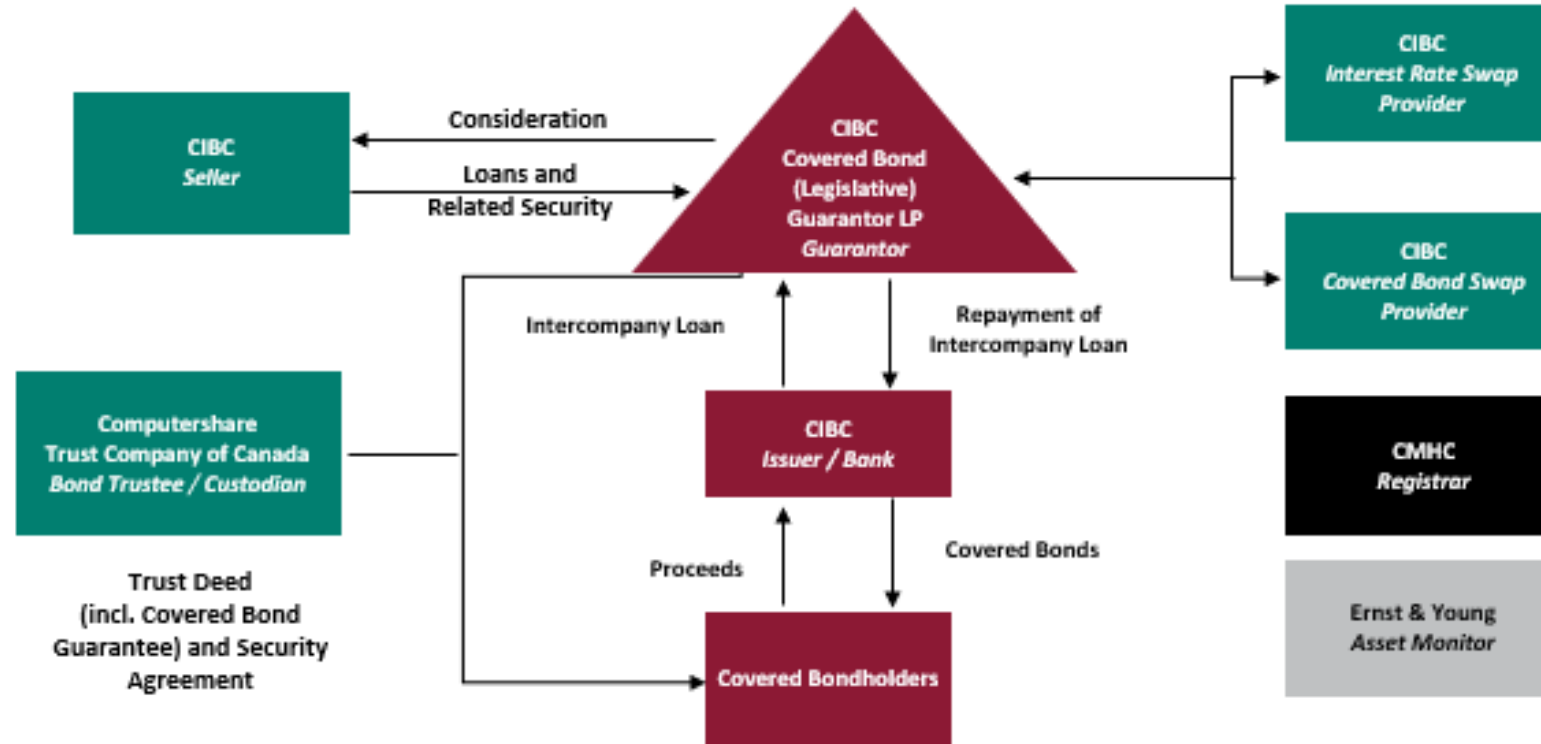 CIBC
Seller
Consideration
Loans and
Related Security
CIBC
Covered Bond
(Legislative)
Guarantor LP
Guarantor
CIBC
Interest Rate Swap
Provider
CIBC
Covered Bond Swap
Provider
Intercompany Loan
Repayment of
Intercompany Loan
Computershare
Trust Company of Canada
Bond Trustee / Custodian
CIBC
Issuer / Bank
CMHC
Registrar
Trust Deed
(incl. Covered Bond
Guarantee) and Security
Agreement
Proceeds
Covered Bonds
Covered Bondholders
Ernst & Young
Asset Monitor